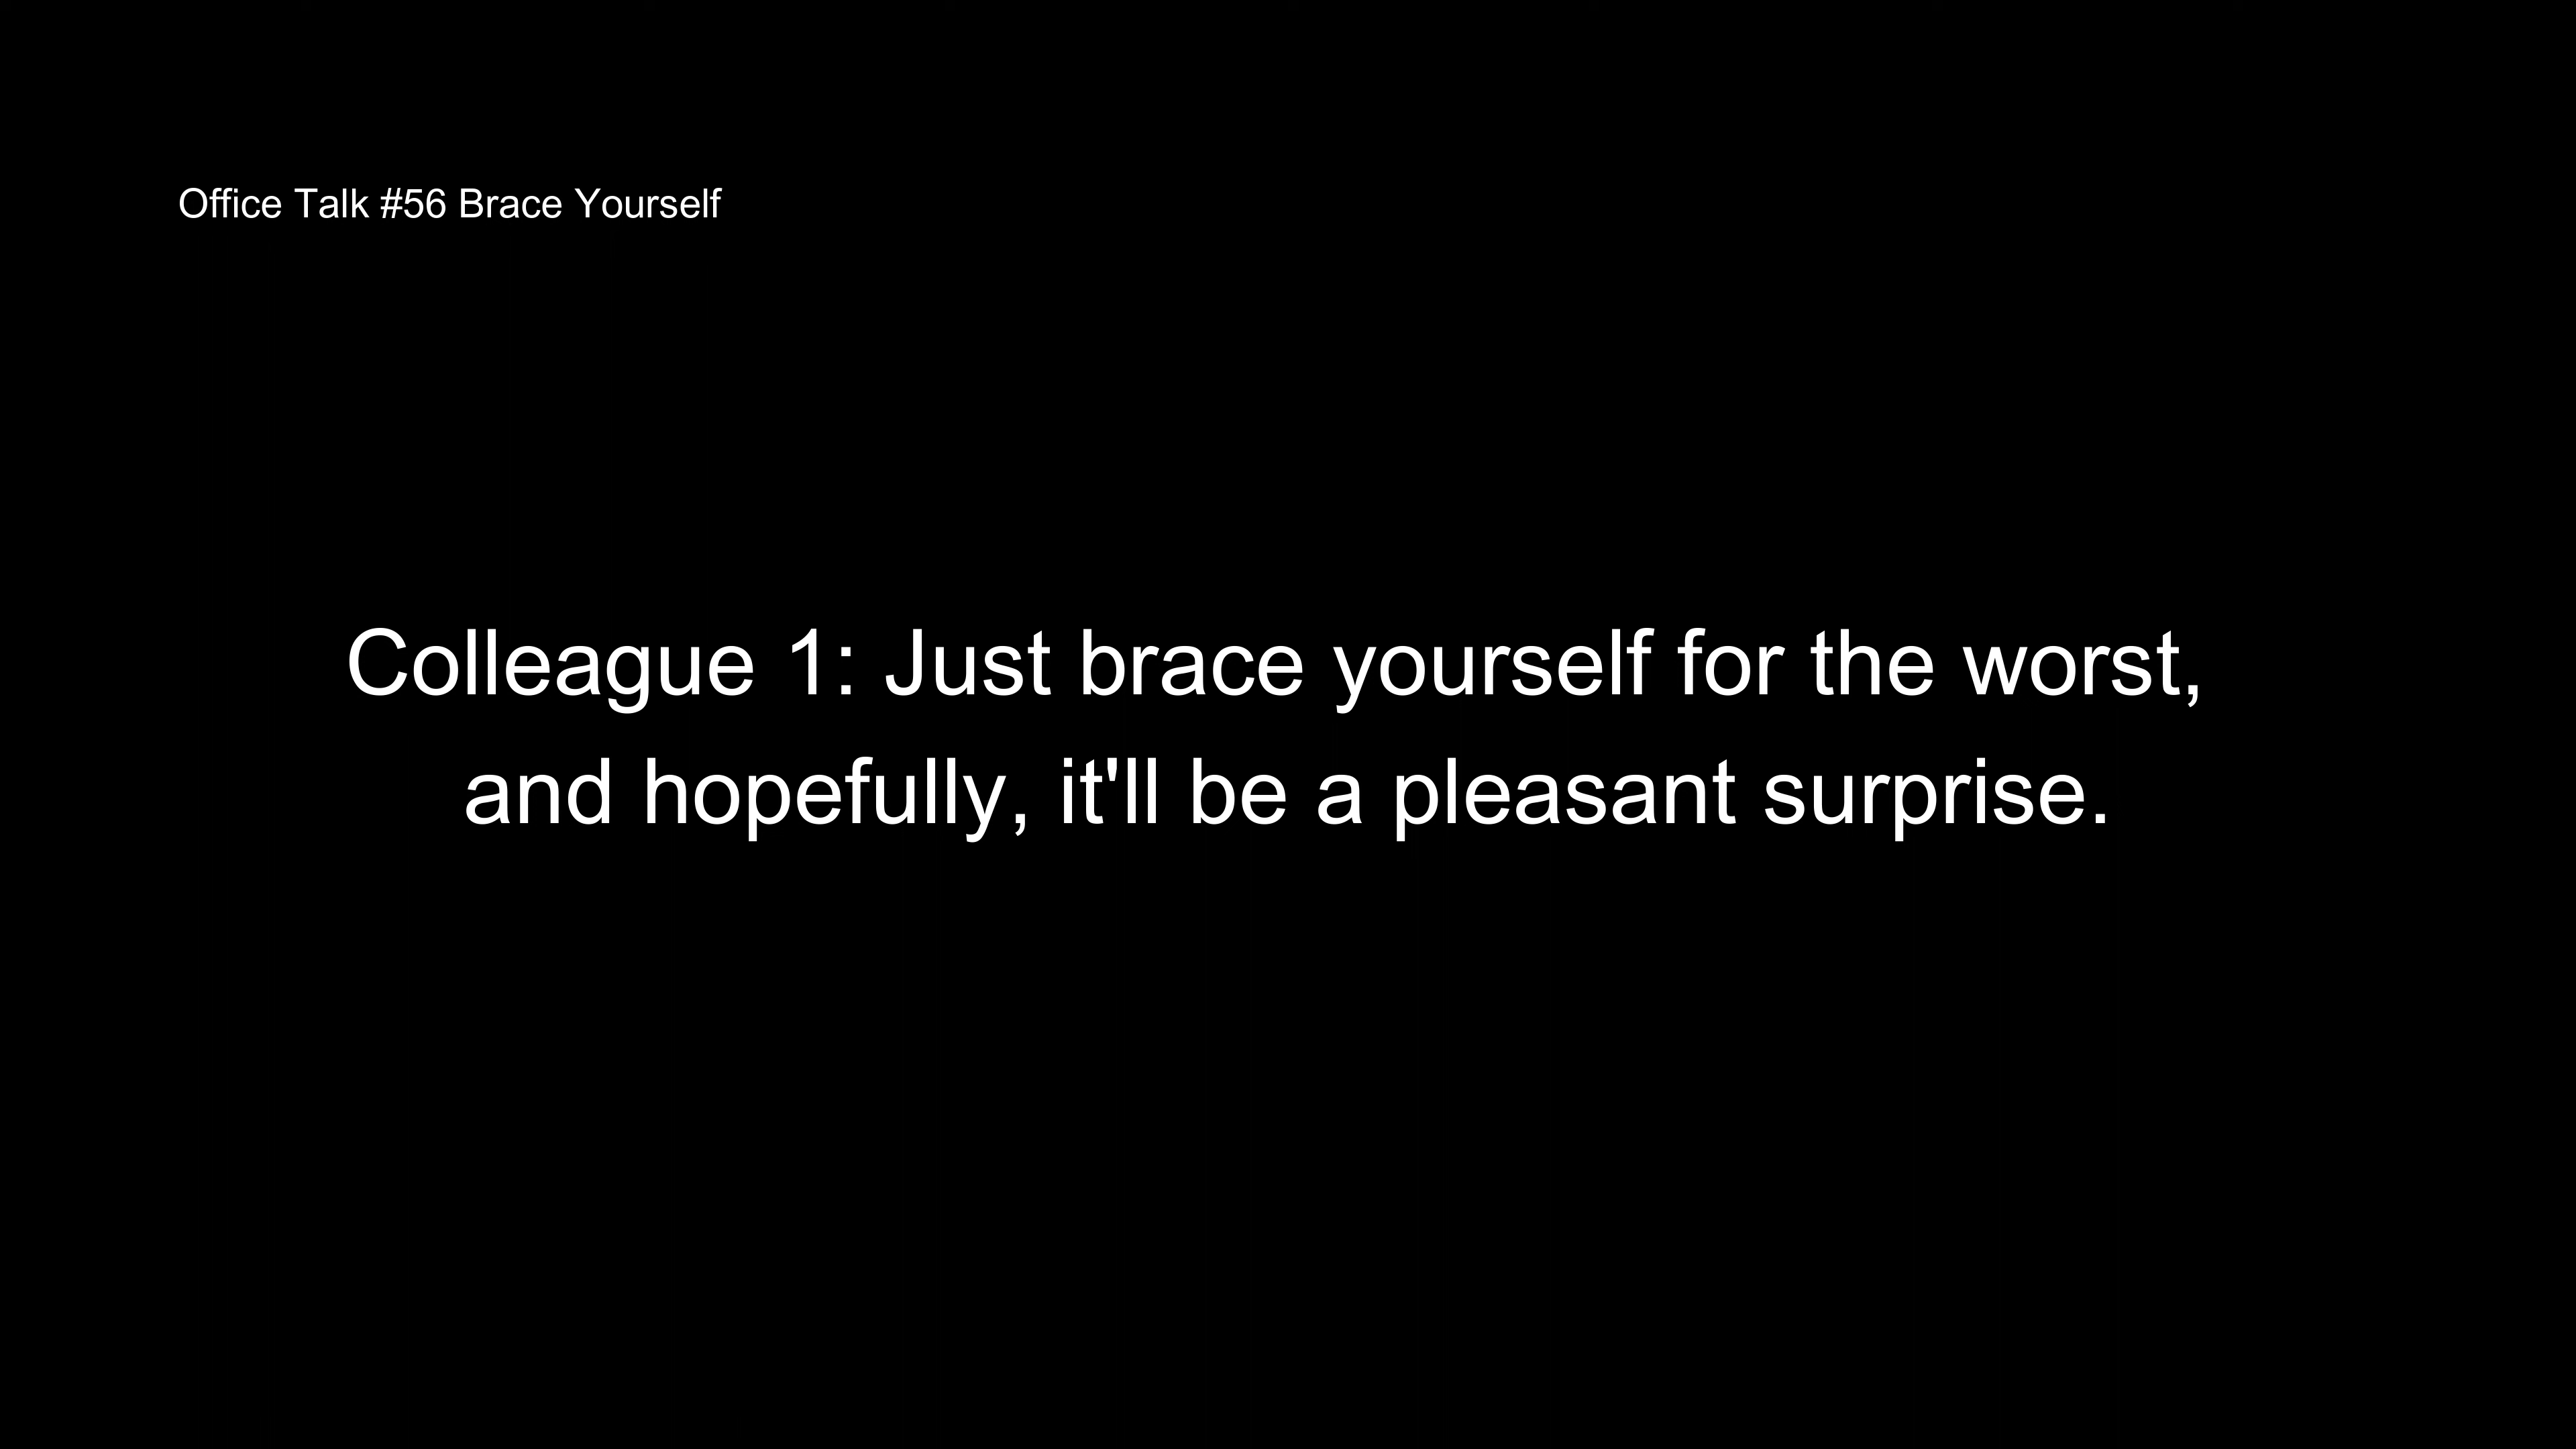 Office Talk #56 Brace Yourself
Colleague 1: Just brace yourself for the worst,
and hopefully, it'll be a pleasant surprise.